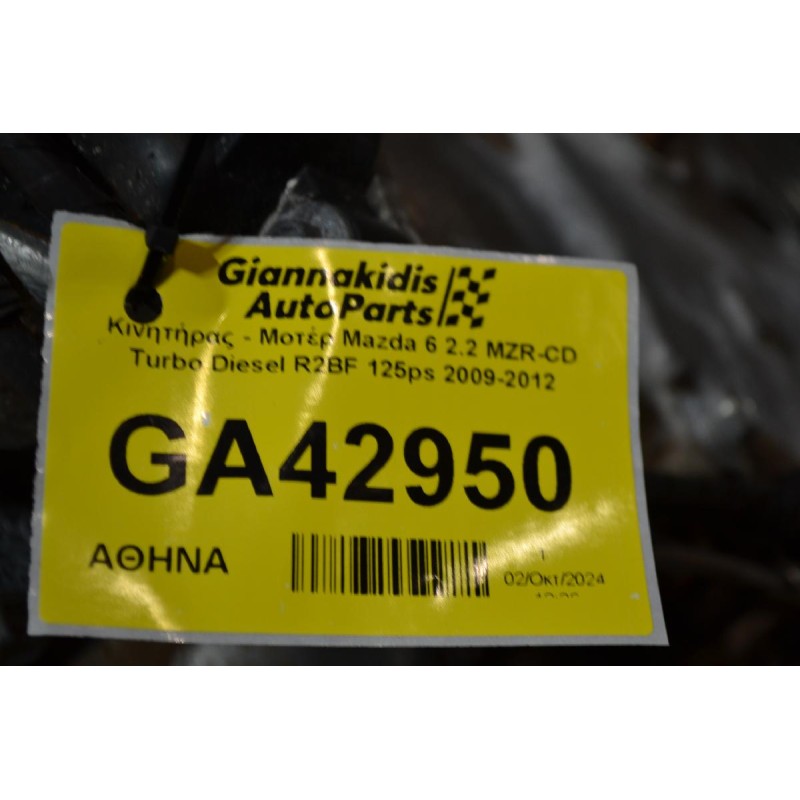 Giannakidis
AutoParts
Κινητήρας - Μοτέρ Mazda 6 2.2 MZR-CD
Turbo Diesel R2BF 125ps 2009-2012
GA42950
ΑΘΗΝΑ
02/Οκτ/2024